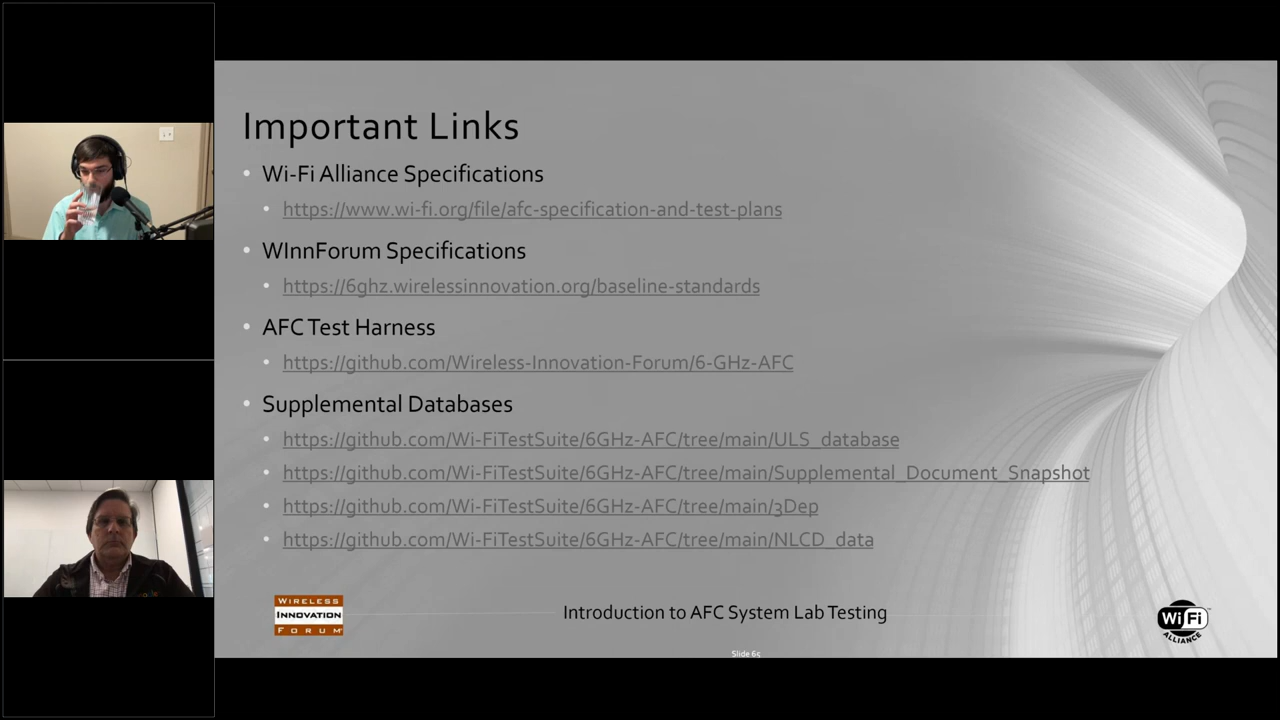 Important Links
• Wi-Fi Alliance Specifications
• https://www.wi-fi.org/file/afc-specification-and-test-plans
• WInnForum Specifications
• https://6ghz.wirelessinnovation.org/baseline-standards
• AFC Test Harness
• https://github.com/Wireless-Innovation-Forum/6-GHz-AFC
• Supplemental Databases
• https://github.com/Wi-FiTestSuite/6GHz-AFC/tree/main/ULS_database
• https://github.com/Wi-FiTestSuite/6GHz-AFC/tree/main/Supplemental_Document_Snapshot
• https://github.com/Wi-FiTestSuite/6GHz-AFC/tree/main/3Dep
• https://github.com/Wi-FiTestSuite/6GHz-AFC/tree/main/NLCD_data
WIRELESS
INNOVATION
FORUM
Introduction to AFC System Lab Testing
Wi Fi
ALLIANCE
Slide 65